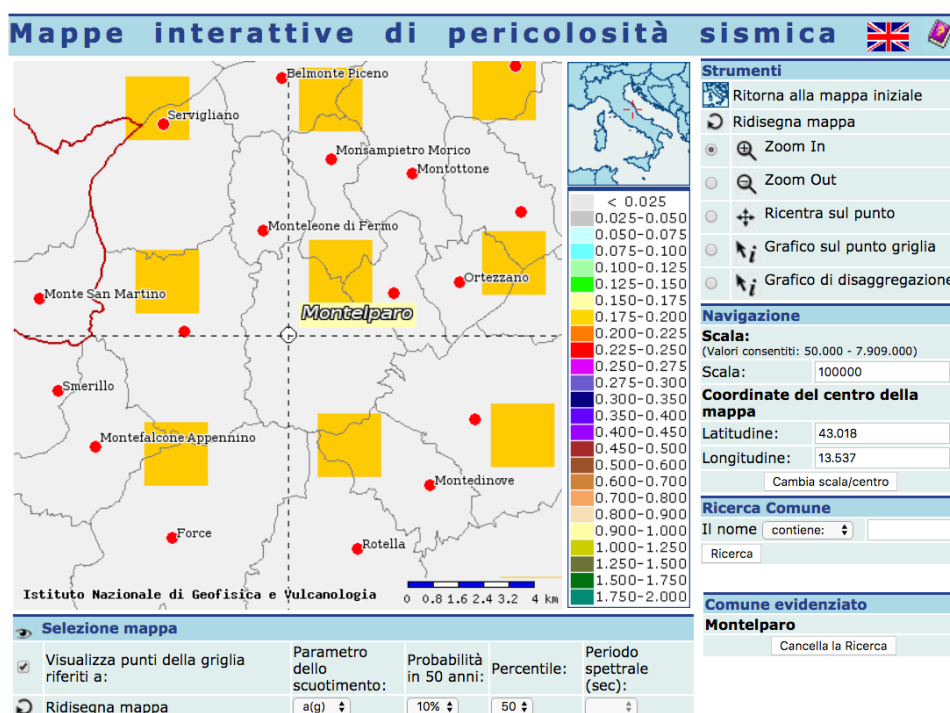 Mappe interattive di pericolosità sismica
Belmonte Piceno
Servigliano
Monsampietro Morico
Montottone
Monteleone di Fermo
Ortezzano
Monte San Martino
Montelparo
Smerillo
Montefalcone Appennino
Montedinove
Force
Rotella
Istituto Nazionale di Geofisica e Vulcanologia
0 0.8 1.6 2.4 3.2 4 km
< 0.025
0.025-0.050
0.050-0.075
0.075-0.100
0.100-0.125
0.125-0.150
0.150-0.175
0.175-0.200
0.200-0.225
0.225-0.250
0.250-0.275
0.275-0.300
0.300-0.350
0.350-0.400
0.400-0.450
0.450-0.500
0.500-0.600
0.600-0.700
0.700-0.800
0.800-0.900
0.900-1.000
1.000-1.250
1.250-1.500
1.500-1.750
1.750-2.000
Strumenti
Ritorna alla mappa iniziale
Ridisegna mappa
Zoom In
Zoom Out
Ricentra sul punto
Grafico sul punto griglia
Grafico di disaggregazione
Navigazione
Scala:
(Valori consentiti: 50.000 - 7.909.000)
Scala: 100000
Coordinate del centro della
mappa
Latitudine: 43.018
Longitudine: 13.537
Cambia scala/centro
Ricerca Comune
Il nome contiene:
Ricerca
Comune evidenziato
Montelparo
Cancella la Ricerca
Selezione mappa
Visualizza punti della griglia
riferiti a:
Parametro
dello
scuotimento:
Probabilità
in 50 anni:
Percentile:
Periodo
spettrale
(sec):
Ridisegna mappa
a(g) 10% 50